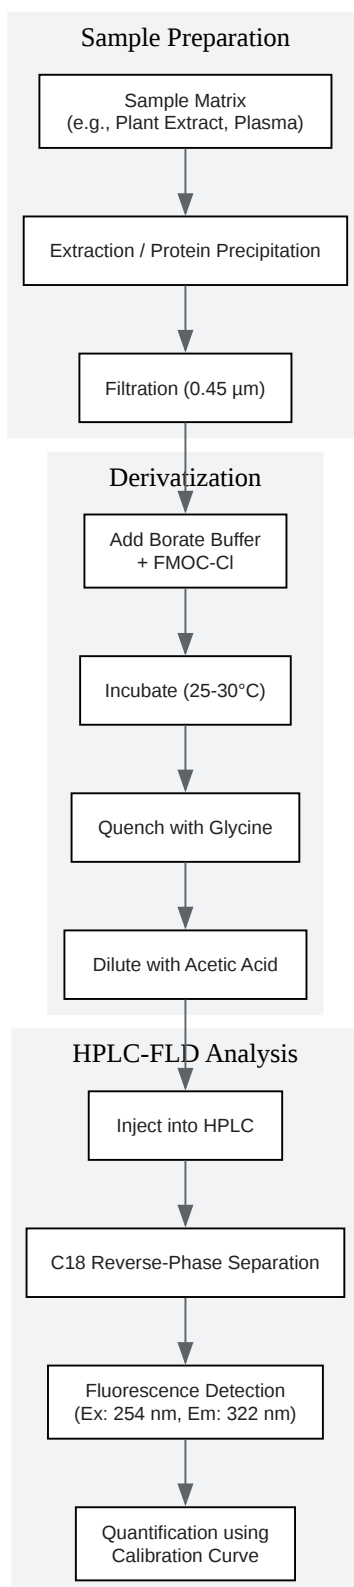 Sample Preparation
Sample Matrix
(e.g., Plant Extract, Plasma)
Extraction / Protein Precipitation
Filtration (0.45 µm)
Derivatization
Add Borate Buffer
+ FMOC-Cl
Incubate (25-30°C)
Quench with Glycine
Dilute with Acetic Acid
HPLC-FLD Analysis
Inject into HPLC
C18 Reverse-Phase Separation
Fluorescence Detection
(Ex: 254 nm, Em: 322 nm)
Quantification using
Calibration Curve